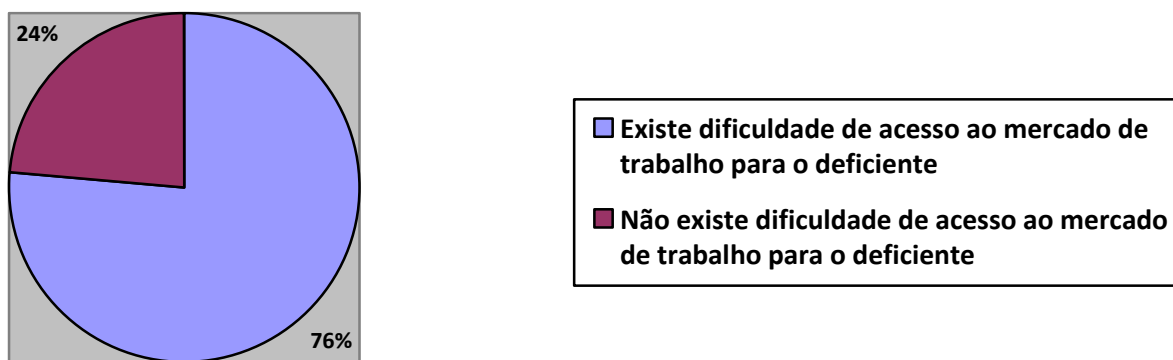 24%
76%
Existe dificuldade de acesso ao mercado de
trabalho para o deficiente
Não existe dificuldade de acesso ao mercado
de trabalho para o deficiente